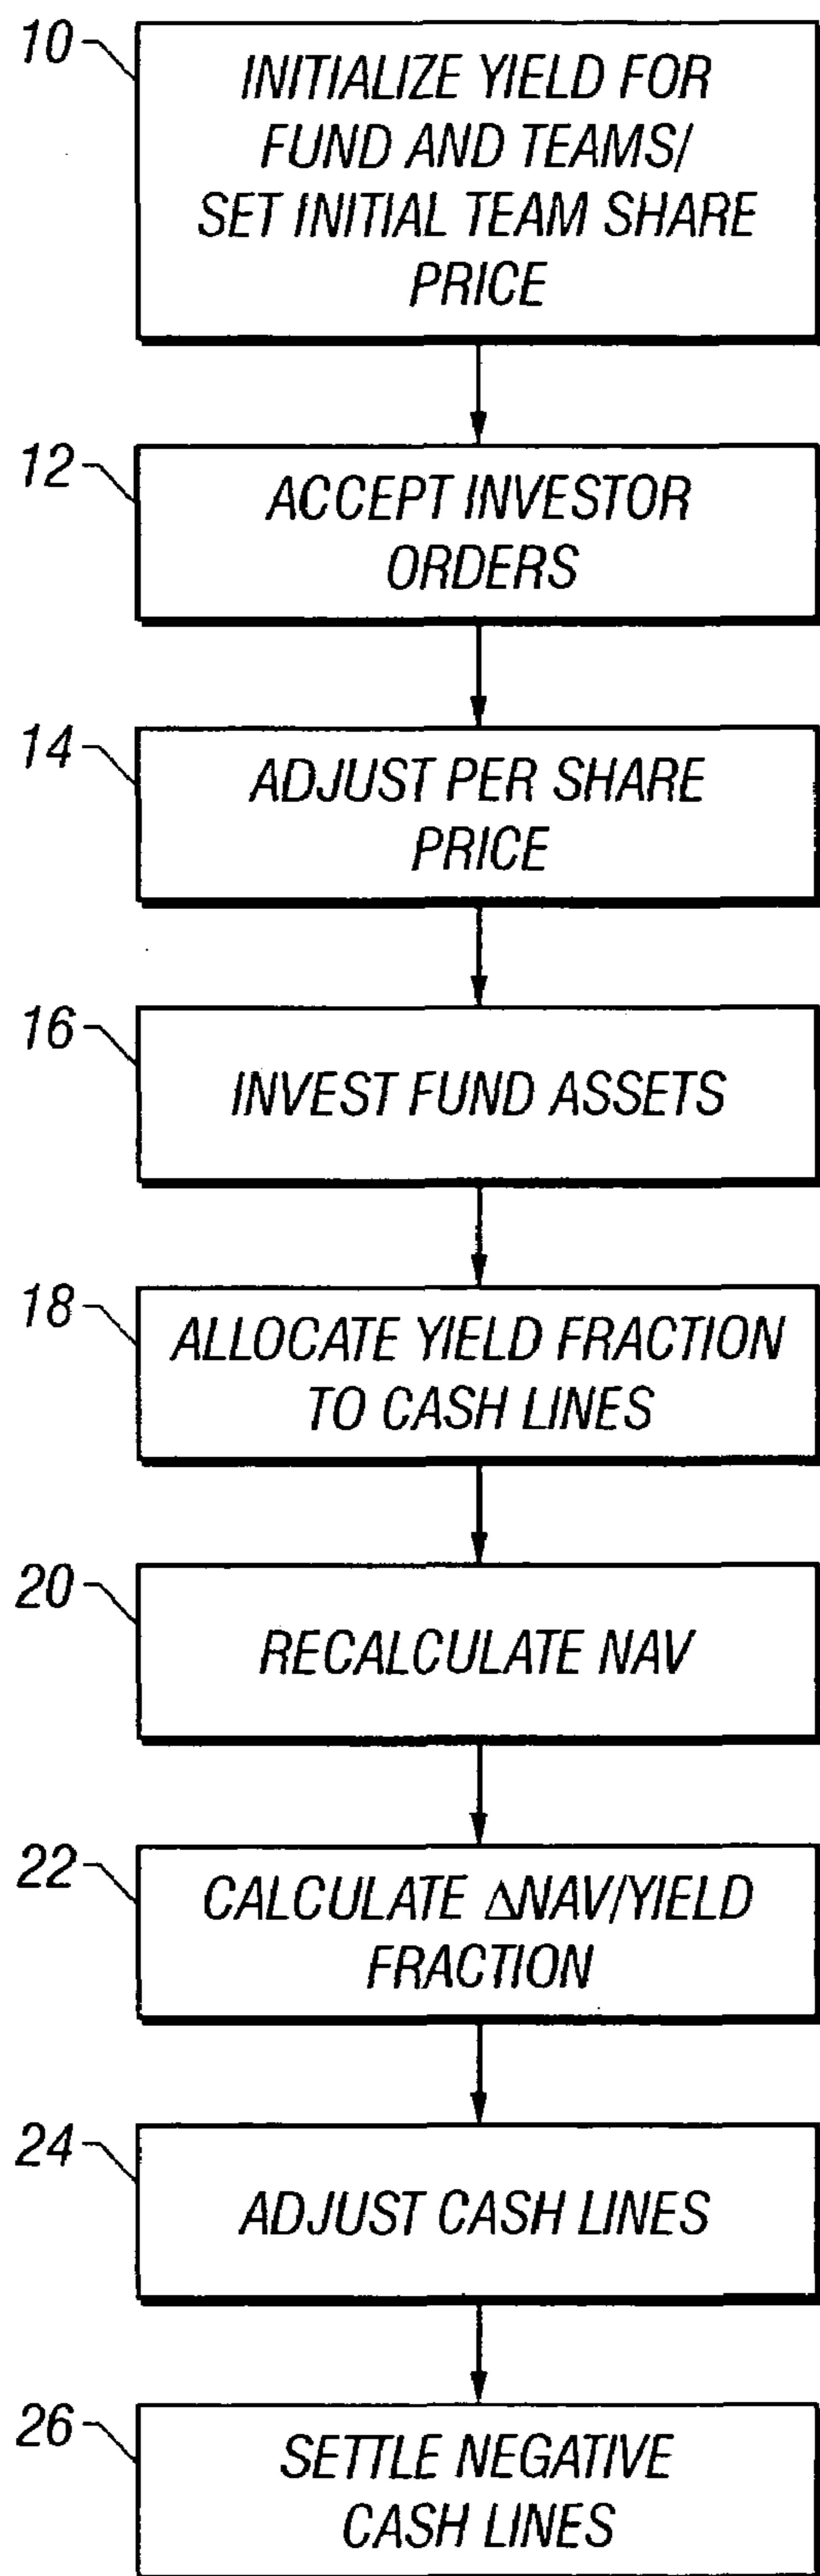 10
INITIALIZE YIELD FOR
FUND AND TEAMS/
SET INITIAL TEAM SHARE
PRICE
12
ACCEPT INVESTOR
ORDERS
14
ADJUST PER SHARE
PRICE
16
INVEST FUND ASSETS
18
ALLOCATE YIELD FRACTION
TO CASH LINES
20
RECALCULATE NAV
22
CALCULATE ΔNAV/YIELD
FRACTION
24
ADJUST CASH LINES
26
SETTLE NEGATIVE
CASH LINES